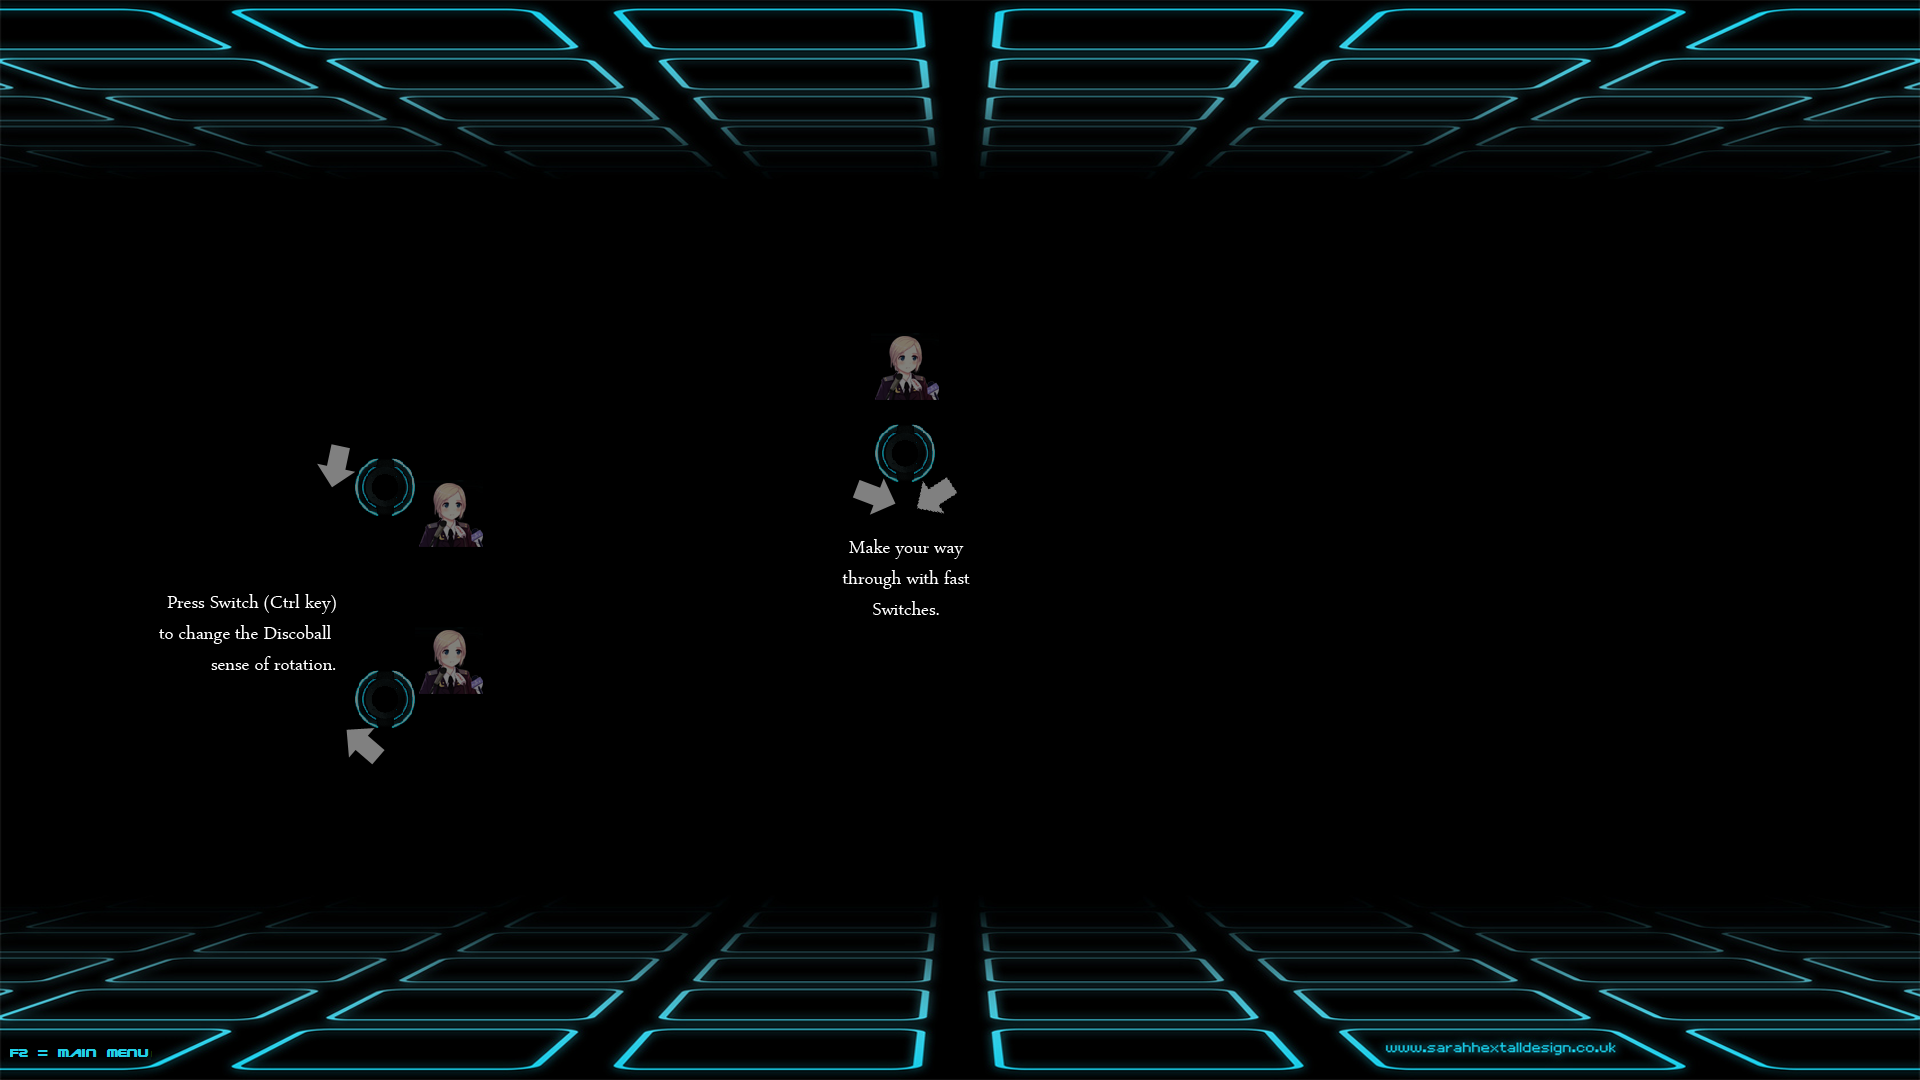 Make your way
through with fast
Switches.
Press Switch (Ctrl key)
to change the Discoball
sense of rotation.
F2 = MAIN MENU
www.sarahhextalldesign.co.uk